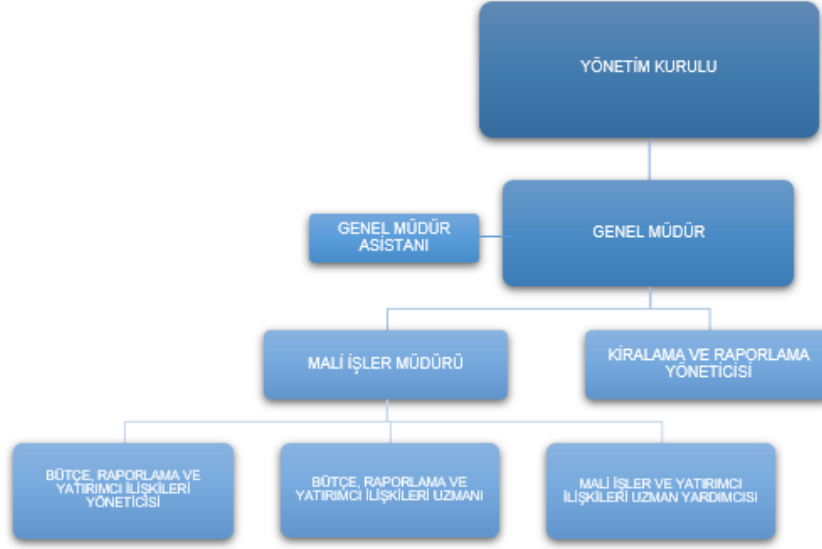 YÖNETİM KURULU
GENEL MÜDÜR
ASİSTANI
GENEL MÜDÜR
MALİ İŞLER MÜDÜRÜ
KİRALAMA VE RAPORLAMA
YÖNETİCİSİ
BÜTÇE, RAPORLAMA VE
YATIRIMCI İLİŞKİLERİ
YÖNETİCİSİ
BÜTÇE, RAPORLAMA VE
YATIRIMCI İLİŞKİLERİ UZMANI
MALİ İŞLER VE YATIRIMCI
İLİŞKİLERİ UZMAN YARDIMCISI